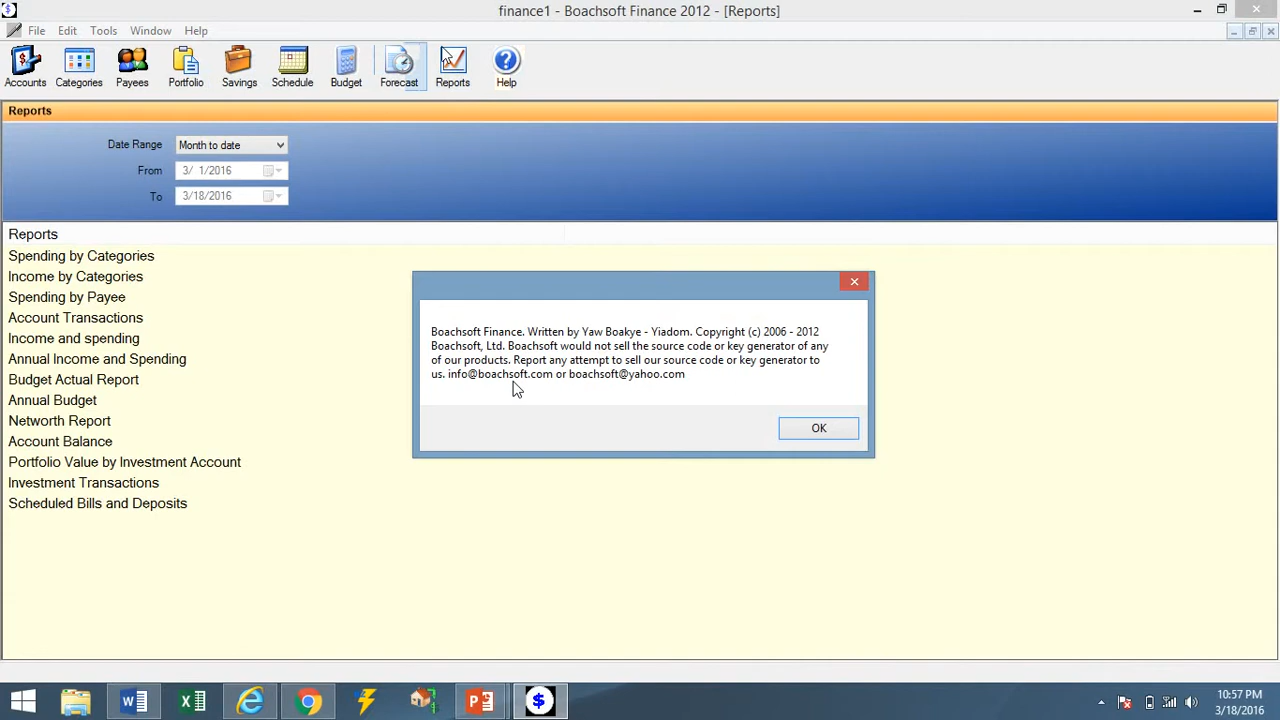 finance1 - Boachsoft Finance 2012 - [Reports]
File Edit Tools Window Help
Accounts Categories Payees Portfolio Savings Schedule Budget Forecast Reports Help
Reports
Date Range Month to date
From 3/ 1/2016
To 3/18/2016
Reports
Spending by Categories
Income by Categories
Spending by Payee
Account Transactions
Income and spending
Annual Income and Spending
Budget Actual Report
Annual Budget
Networth Report
Account Balance
Portfolio Value by Investment Account
Investment Transactions
Scheduled Bills and Deposits
Boachsoft Finance. Written by Yaw Boakye - Yiadom. Copyright (c) 2006 - 2012
Boachsoft, Ltd. Boachsoft would not sell the source code or key generator of any
of our products. Report any attempt to sell our source code or key generator to
us. info@boachsoft.com or boachsoft@yahoo.com
OK
10:57 PM
3/18/2016